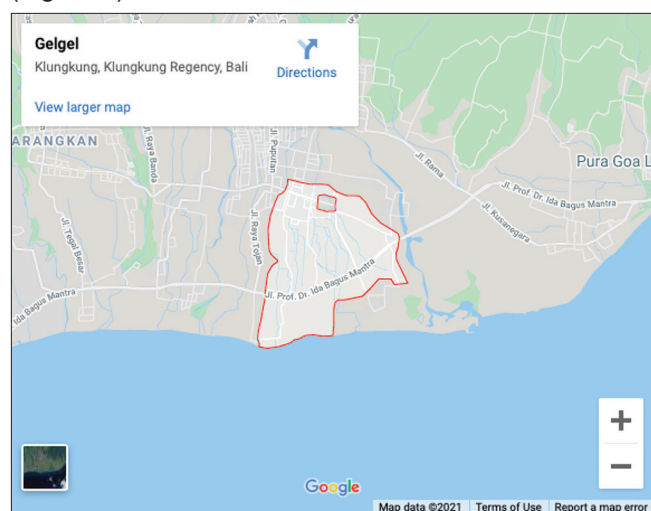 Gelgel
Klungkung, Klungkung Regency, Bali
Directions
View larger map
ARANGKAN
Jl. Raya Banda
Jl. Puputan
Jl. Rama
Pura Goa L
Jl. Prof. Dr. Ida Bagus Mantra
Jl. Kusanegara
Jl. Tegal Besar
Jl. Raya Tojan
Jl. Prof. Dr. Ida Bagus Mantra
Ida Bagus Mantra
Google
Map data ©2021 Terms of Use Report a map error